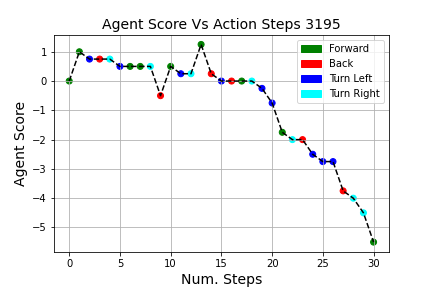 Agent Score Vs Action Steps 3195
Forward
Back
Turn Left
Turn Right
Agent Score
1
0
−1
−2
−3
−4
−5
0 5 10 15 20 25 30
Num. Steps